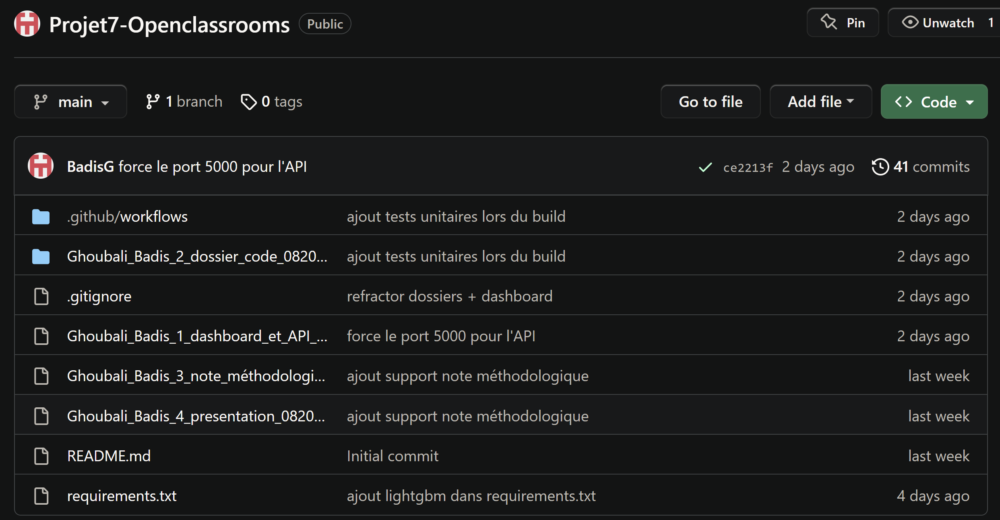 Projet7-Openclassrooms Public Pin Unwatch 1
main 1 branch 0 tags Go to file Add file Code
BadisG force le port 5000 pour l'API ce2213f 2 days ago 41 commits
.github/workflows ajout tests unitaires lors du build 2 days ago
Ghoubali_Badis_2_dossier_code_0820... ajout tests unitaires lors du build 2 days ago
.gitignore refractor dossiers + dashboard 2 days ago
Ghoubali_Badis_1_dashboard_et_API_... force le port 5000 pour l'API 2 days ago
Ghoubali_Badis_3_note_méthodologi... ajout support note méthodologique last week
Ghoubali_Badis_4_presentation_0820... ajout support note méthodologique last week
README.md Initial commit last week
requirements.txt ajout lightgbm dans requirements.txt 4 days ago